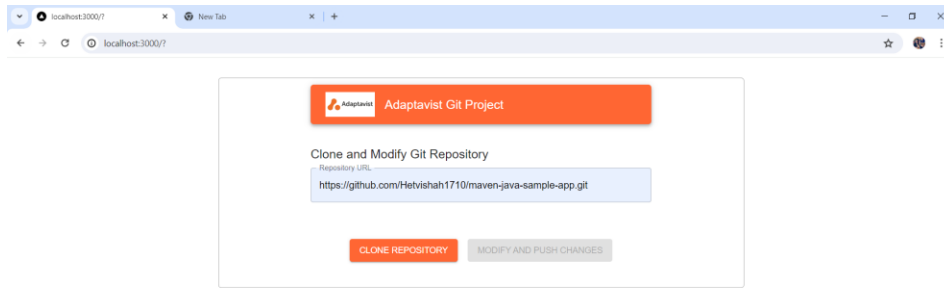 localhost:3000/?
New Tab
localhost:3000/?
Adaptavist
Adaptavist Git Project
Clone and Modify Git Repository
Repository URL
https://github.com/Hetvishah1710/maven-java-sample-app.git
CLONE REPOSITORY
MODIFY AND PUSH CHANGES